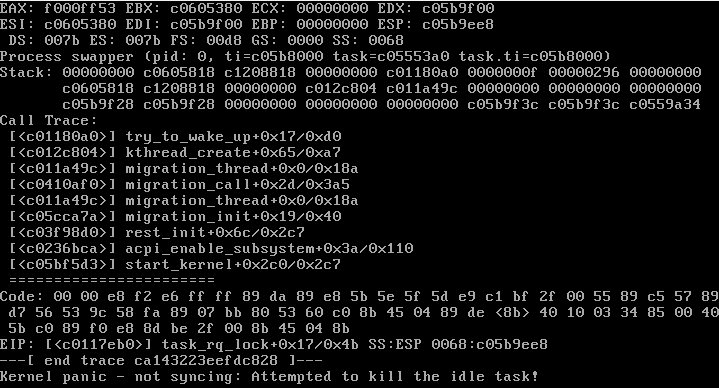 EAX: f000ff53 EBX: c0605380 ECX: 00000000 EDX: c05b9f00
ESI: c0605380 EDI: c05b9f00 EBP: 00000000 ESP: c05b9ee8
DS: 007b ES: 007b FS: 00d8 GS: 0000 SS: 0068
Process swapper (pid: 0, ti=c05b8000 task=c05553a0 task.ti=c05b8000)
Stack: 00000000 c0605818 c1208818 00000000 c01180a0 0000000f 00000296 00000000
c0605818 c1208818 00000000 c012c804 c011a49c 00000000 00000000 00000000
c05b9f28 c05b9f28 00000000 00000000 00000000 c05b9f3c c05b9f3c c0559a34
Call Trace:
[<c01180a0>] try_to_wake_up+0x17/0xd0
[<c012c804>] kthread_create+0x65/0xa7
[<c011a49c>] migration_thread+0x0/0x18a
[<c0410af0>] migration_call+0x2d/0x3a5
[<c011a49c>] migration_thread+0x0/0x18a
[<c05cca7a>] migration_init+0x19/0x40
[<c03f98d0>] rest_init+0x6c/0x2c7
[<c0236bca>] acpi_enable_subsystem+0x3a/0x110
[<c05bf5d3>] start_kernel+0x2c0/0x2c7
=======================
Code: 00 00 e8 f2 e6 ff ff 89 da 89 e8 5b 5e 5f 5d e9 c1 bf 2f 00 55 89 c5 57 89
d7 56 53 9c 58 fa 89 07 bb 80 53 60 c0 8b 45 04 89 de <8b> 40 10 03 34 85 00 40
5b c0 89 f0 e8 8d be 2f 00 8b 45 04 8b
EIP: [<c0117eb0>] task_rq_lock+0x17/0x4b SS:ESP 0068:c05b9ee8
---[ end trace ca143223eefdc828 ]---
Kernel panic - not syncing: Attempted to kill the idle task!